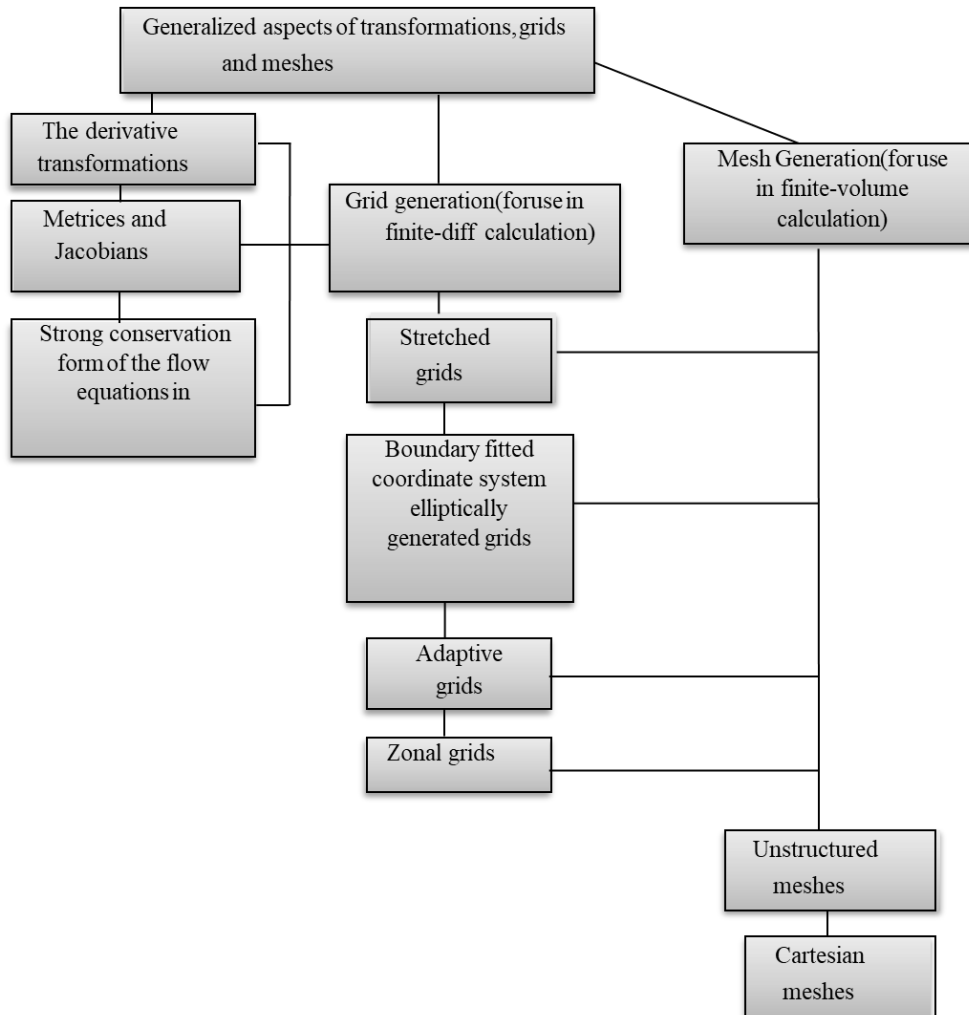 Generalized aspects of transformations,grids
and meshes
The derivative
transformations
Metrices and
Jacobians
Strong conservation
form of the flow
equations in
Grid generation(foruse in
finite-diff calculation)
Mesh Generation(foruse
in finite-volume
calculation)
Stretched
grids
Boundary fitted
coordinate system
elliptically
generated grids
Adaptive
grids
Zonal grids
Unstructured
meshes
Cartesian
meshes